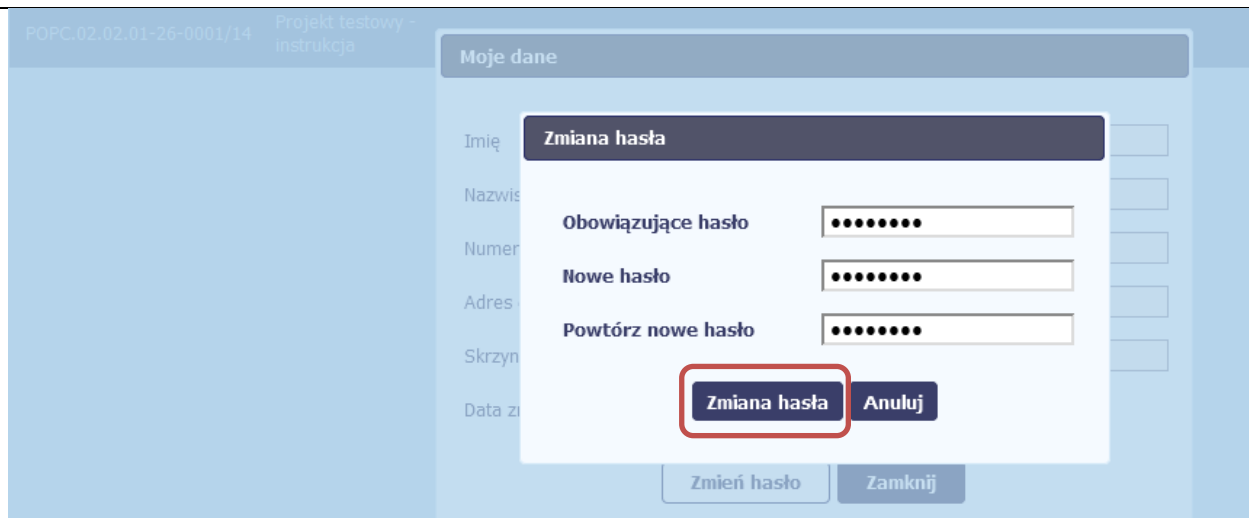 POPC.02.02.01-26-0001/14
Projekt testowy -
instrukcja
Moje dane
Zmiana hasła
Imię
Obowiązujące hasło ••••••••
Nowe hasło ••••••••
Powtórz nowe hasło ••••••••
Adres
Zmiana hasła Anuluj
Zmień hasło Zamknij